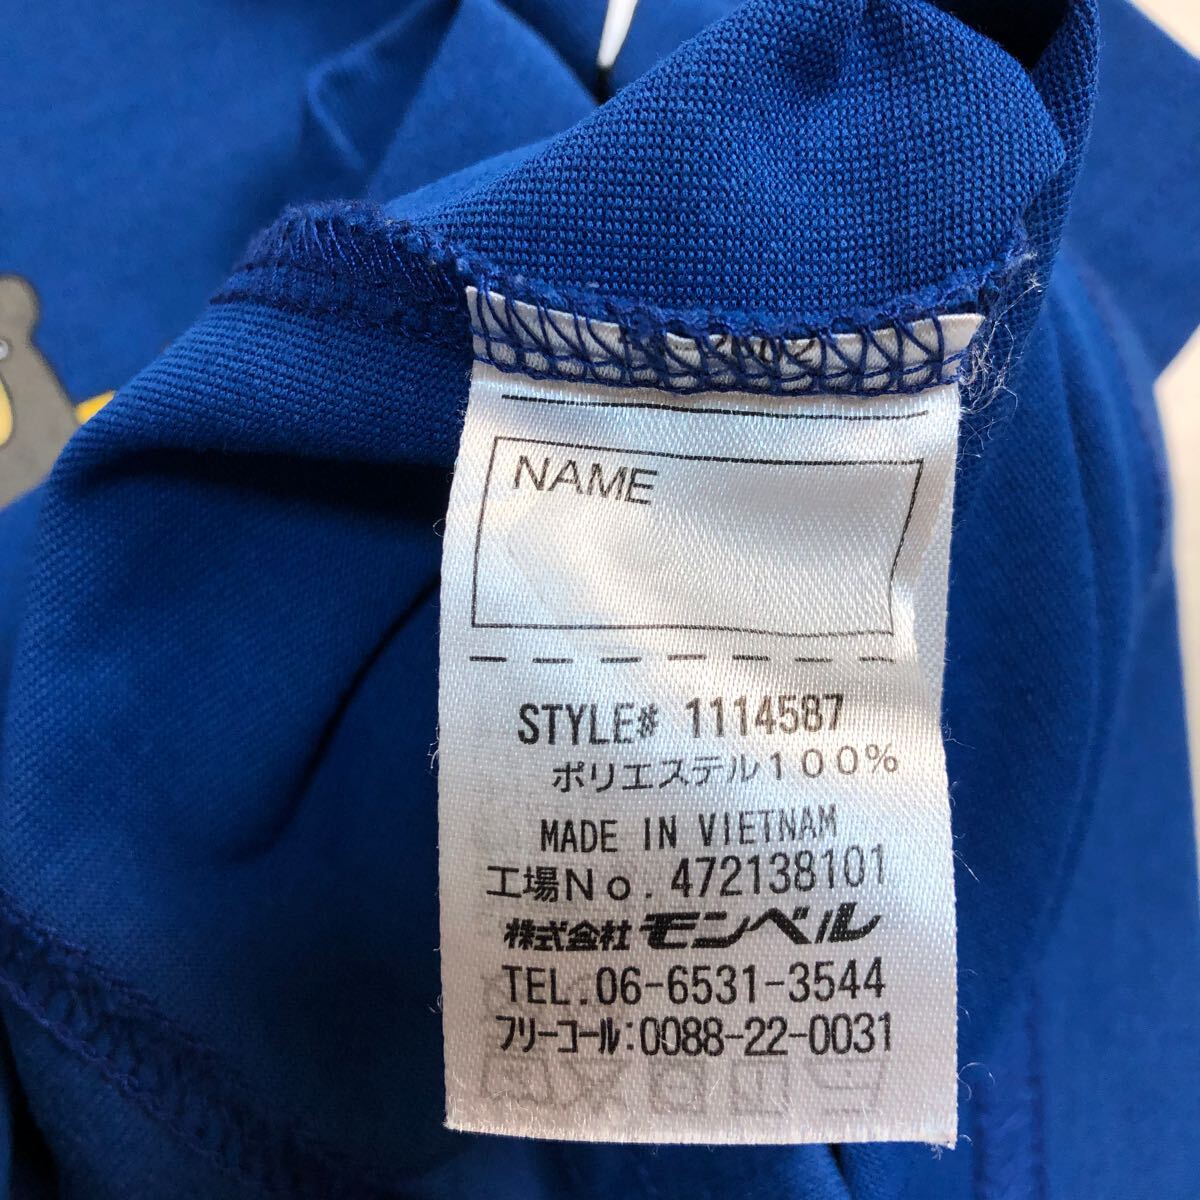 NAME
STYLE# 1114587
ポリエステル100%
MADE IN VIETNAM
工場No. 472138101
株式会社 モンベル
TEL.06-6531-3544
フリーコール:0088-22-0031